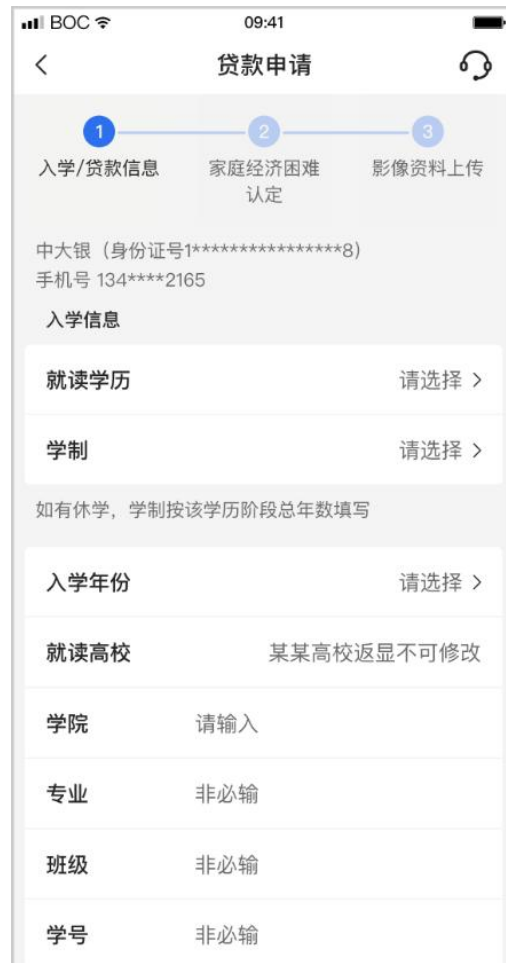 BOC 09:41
贷款申请
1 2 3
入学/贷款信息 家庭经济困难 影像资料上传
认定
中大银（身份证号1****************8)
手机号 134****2165
入学信息
就读学历 请选择
学制 请选择
如有休学，学制按该学历阶段总年数填写
入学年份 请选择
就读高校 某某高校返显不可修改
学院 请输入
专业 非必输
班级 非必输
学号 非必输